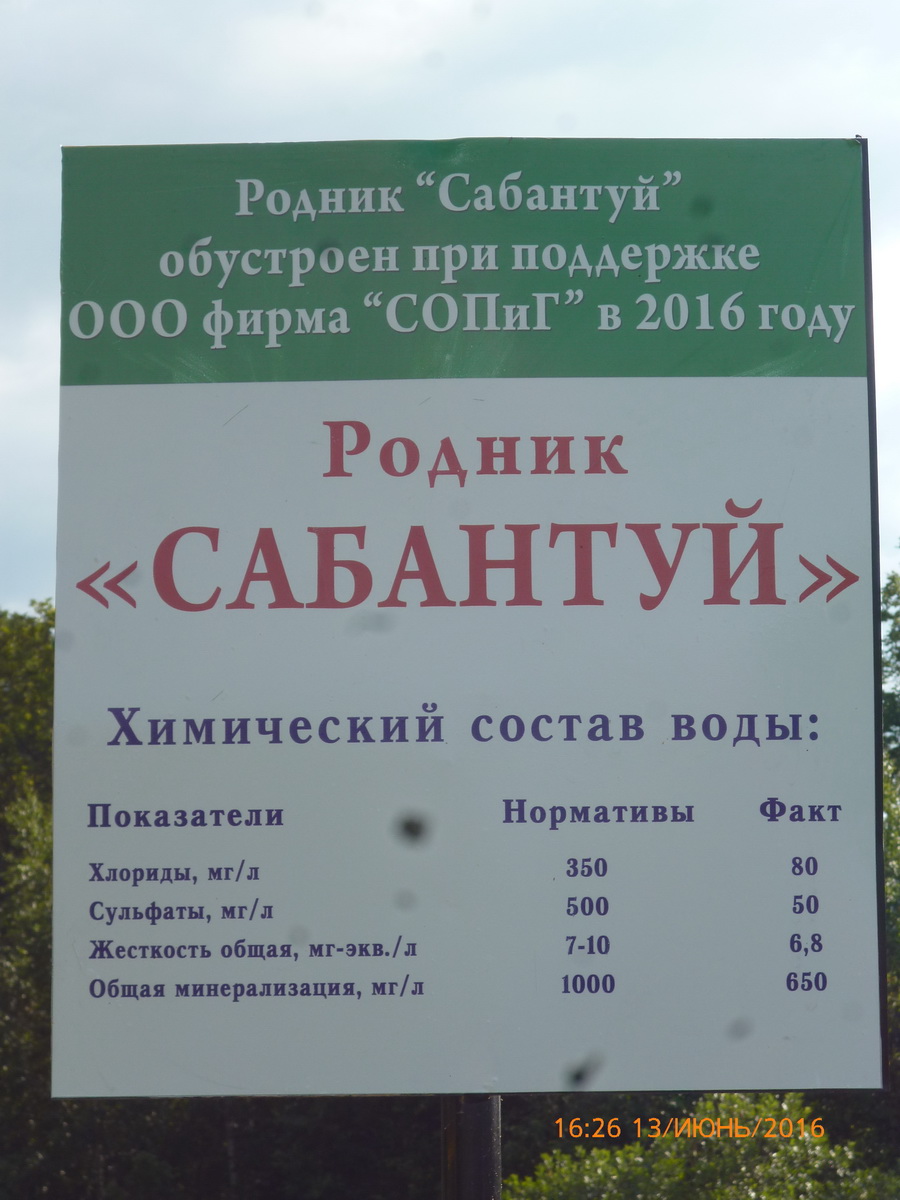 Родник “Сабантуй”
обустроен при поддержке
ООО фирма “СОПиГ” в 2016 году
Родник
«САБАНТУЙ»
Химический состав воды:
Показатели Нормативы Факт
Хлориды, мг/л 350 80
Сульфаты, мг/л 500 50
Жесткость общая, мг-экв./л 7-10 6,8
Общая минерализация, мг/л 1000 650
16:26 13/ИЮНЬ/2016